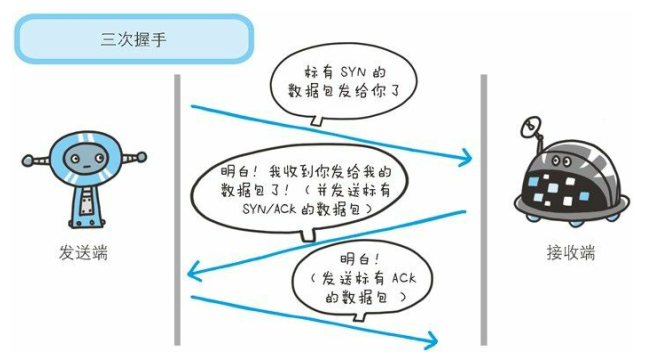 三次握手
标有 SYN 的
数据包发给你了
明白！我收到你发给我的
数据包了！（并发送标有
SYN/ACK 的数据包）
发送端
接收端
明白！
（发送标有 ACK
的数据包）